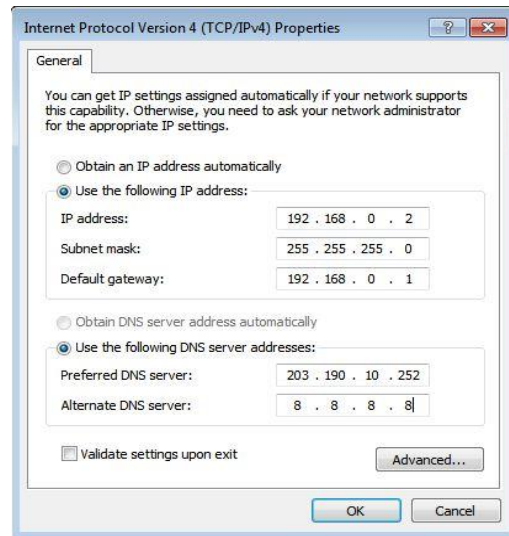 Internet Protocol Version 4 (TCP/IPv4) Properties
General
You can get IP settings assigned automatically if your network supports
this capability. Otherwise, you need to ask your network administrator
for the appropriate IP settings.
Obtain an IP address automatically
Use the following IP address:
IP address: 192 . 168 . 0 . 2
Subnet mask: 255 . 255 . 255 . 0
Default gateway: 192 . 168 . 0 . 1
Obtain DNS server address automatically
Use the following DNS server addresses:
Preferred DNS server: 203 . 190 . 10 . 252
Alternate DNS server: 8 . 8 . 8 . 8
Validate settings upon exit
Advanced...
OK Cancel